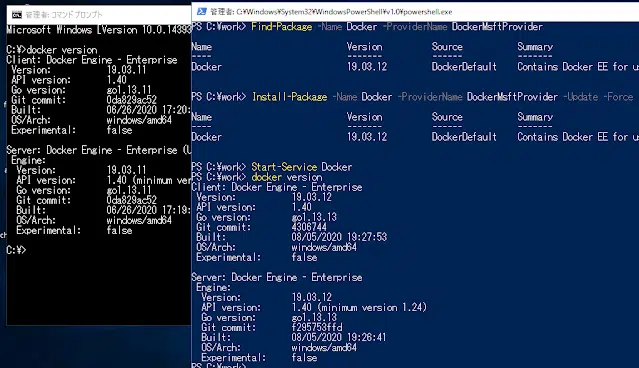 管理者: コマンド プロンプト
Microsoft Windows [Version 10.0.14393
C:¥>docker version
Client: Docker Engine - Enterprise
Version: 19.03.11
API version: 1.40
Go version: go1.13.11
Git commit: 0da829ac52
Built: 06/26/2020 17:20:
OS/Arch: windows/amd64
Experimental: false
Server: Docker Engine - Enterprise (U
Engine:
Version: 19.03.11
API version: 1.40 (minimum ve
Go version: go1.13.11
Git commit: 0da829ac52
Built: 06/26/2020 17:19:
OS/Arch: windows/amd64
Experimental: false
C:¥>
管理者: C:¥Windows¥System32¥WindowsPowerShell¥v1.0¥powershell.exe
PS C:¥work> Find-Package -Name Docker -ProviderName DockerMsftProvider
Name Version Source Summary
---- ------- ------ -------
Docker 19.03.12 DockerDefault Contains Docker EE for u
PS C:¥work> Install-Package -Name Docker -ProviderName DockerMsftProvider -Update -Force
Name Version Source Summary
---- ------- ------ -------
Docker 19.03.12 DockerDefault Contains Docker EE for u
PS C:¥work> Start-Service Docker
PS C:¥work> docker version
Client: Docker Engine - Enterprise
Version: 19.03.12
API version: 1.40
Go version: go1.13.13
Git commit: 4306744
Built: 08/05/2020 19:27:53
OS/Arch: windows/amd64
Experimental: false
Server: Docker Engine - Enterprise
Engine:
Version: 19.03.12
API version: 1.40 (minimum version 1.24)
Go version: go1.13.13
Git commit: f295753ffd
Built: 08/05/2020 19:26:41
OS/Arch: windows/amd64
Experimental: false
PS C:¥work>